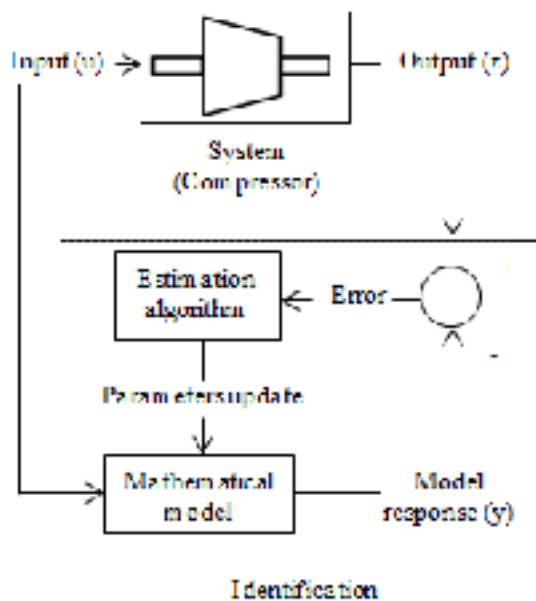 Input (u)
Output (z)
System
(Compressor)
Estimation
algorithm
Error
-
Parameters update
Mathematical
model
Model
response (y)
Identification